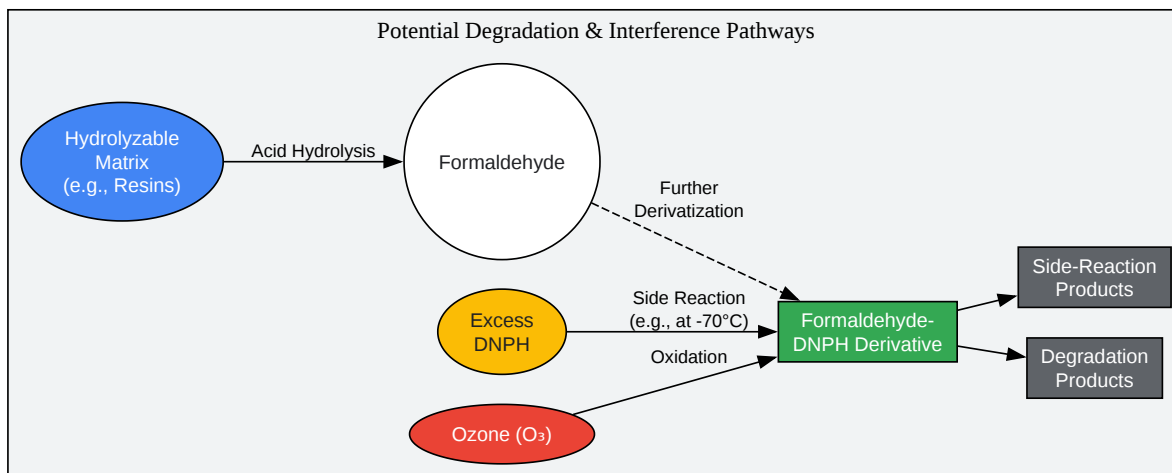 Potential Degradation & Interference Pathways
Hydrolyzable
Matrix
(e.g., Resins)
Acid Hydrolysis
Formaldehyde
Further
Derivatization
Excess
DNPH
Side Reaction
(e.g., at -70°C)
Oxidation
Ozone (O₃)
Formaldehyde-
DNPH Derivative
Side-Reaction
Products
Degradation
Products